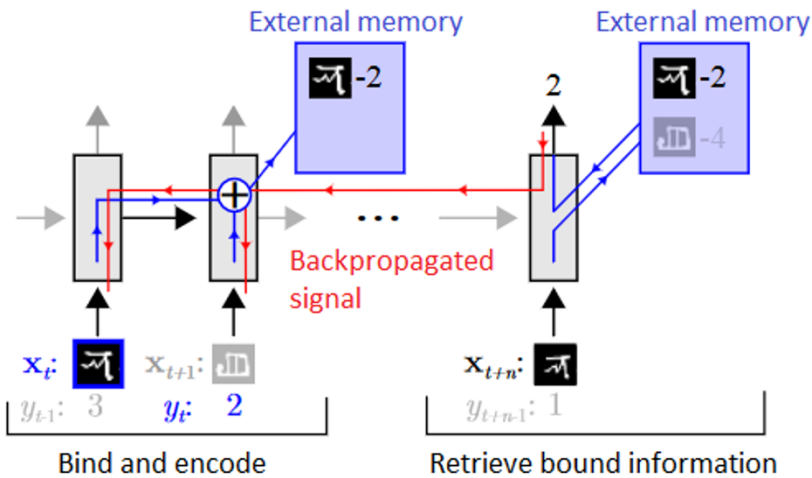 External memory External memory
-2 2 -2
-4
+
...
Backpropagated
signal
xₜ: xₜ₊₁: xₜ₊ₙ:
yₜ₋₁: 3 yₜ: 2 yₜ₊ₙ₋₁: 1
Bind and encode Retrieve bound information